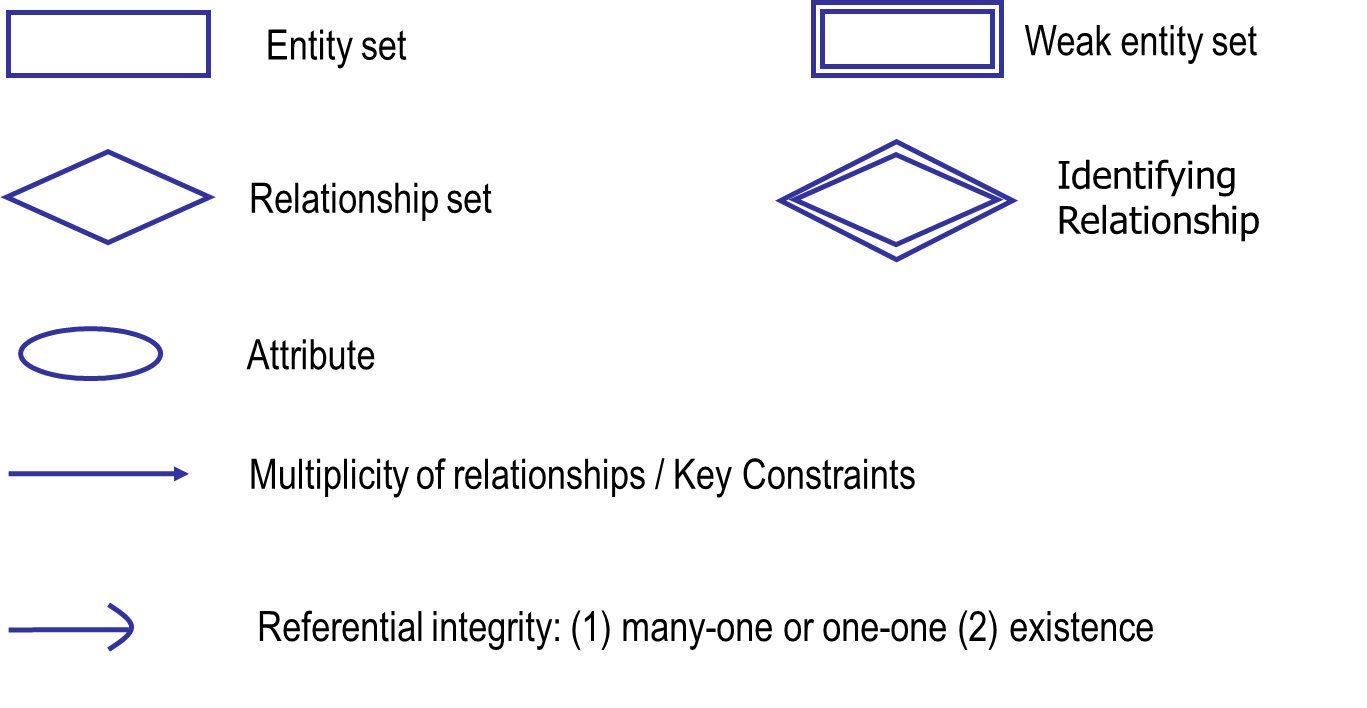 Entity set
Weak entity set
Relationship set
Identifying
Relationship
Attribute
Multiplicity of relationships / Key Constraints
Referential integrity: (1) many-one or one-one (2) existence